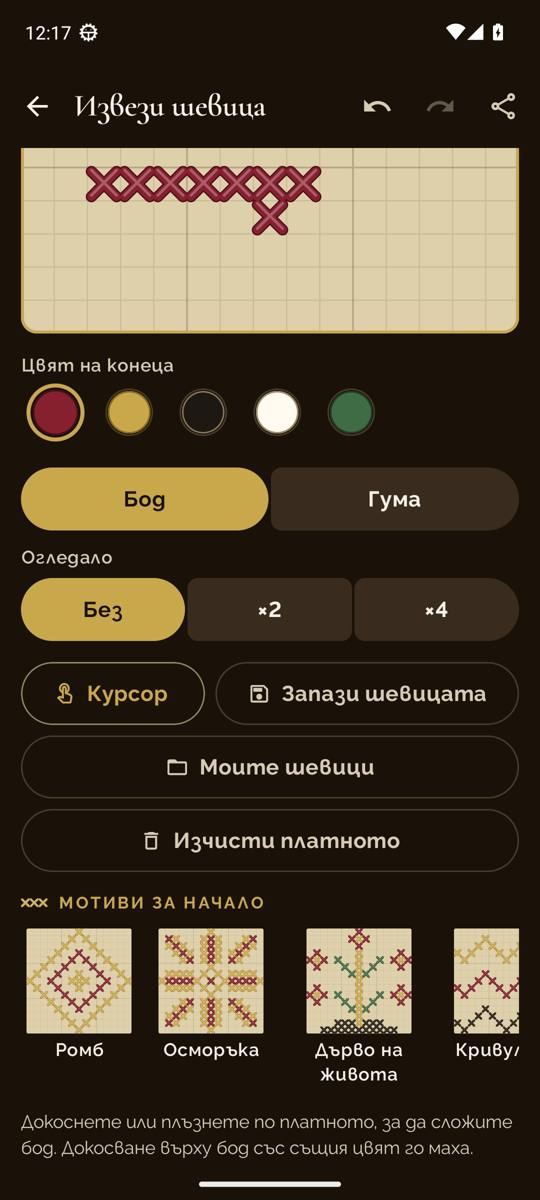 12:17
Извези шевица
Цвят на конеца
Бод
Гума
Огледало
Без
×2
×4
Курсор
Запази шевицата
Моите шевици
Изчисти платното
МОТИВИ ЗА НАЧАЛО
Ромб
Осморъка
Дърво на
живота
Кривул
Докоснете или плъзнете по платното, за да сложите
бод. Докосване върху бод със същия цвят го маха.